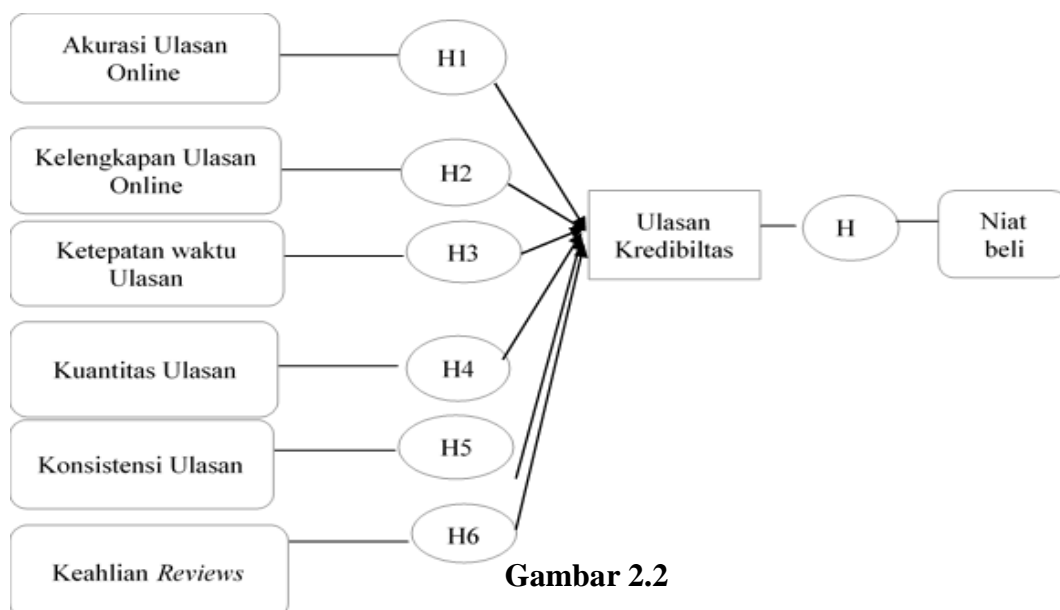 Akurasi Ulasan
Online
H1
Kelengkapan Ulasan
Online
H2
Ketepatan waktu
Ulasan
H3
Kuantitas Ulasan
H4
Konsistensi Ulasan
H5
Keahlian Reviews
H6
Ulasan
Kredibiltas
H
Niat
beli
Gambar 2.2